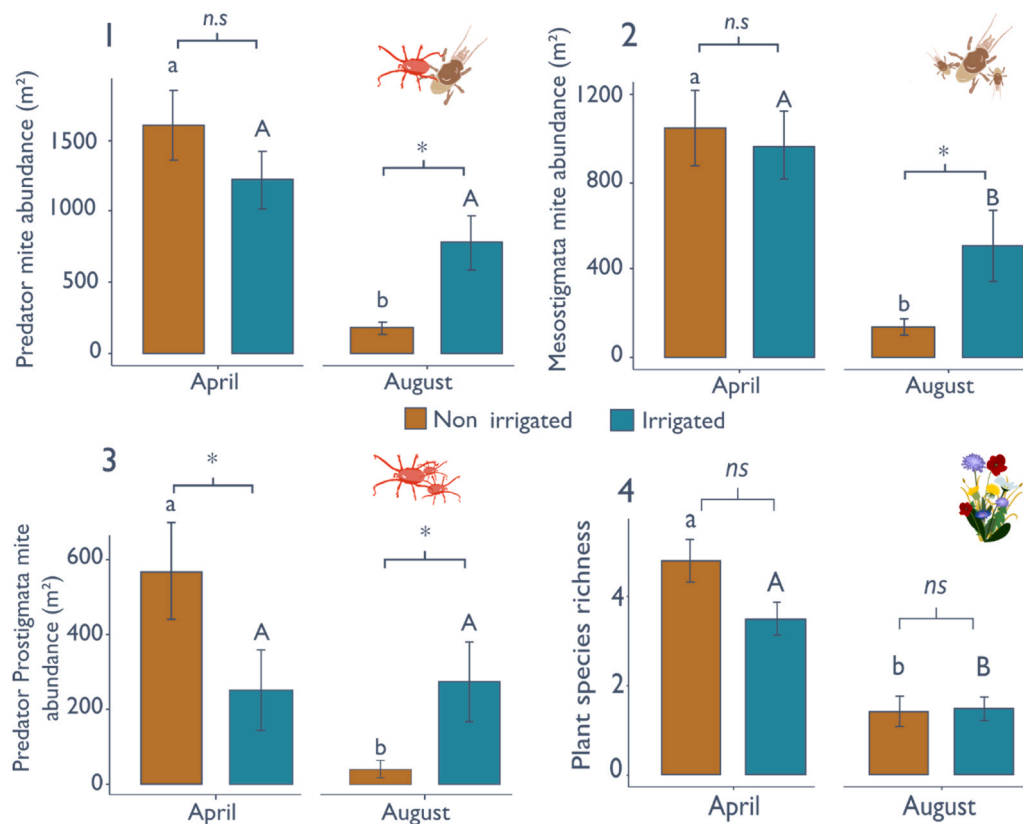 1
Predator mite abundance (m²)
1500
1000
500
0
n.s
a
A
*
b
A
April
August
2
Mesostigmata mite abundance (m²)
1200
800
400
0
n.s
a
A
*
b
B
April
August
Non irrigated
Irrigated
3
Predator Prostigmata mite
abundance (m²)
600
400
200
0
*
a
A
*
b
A
April
August
4
Plant species richness
4
2
0
ns
a
A
ns
b
B
April
August